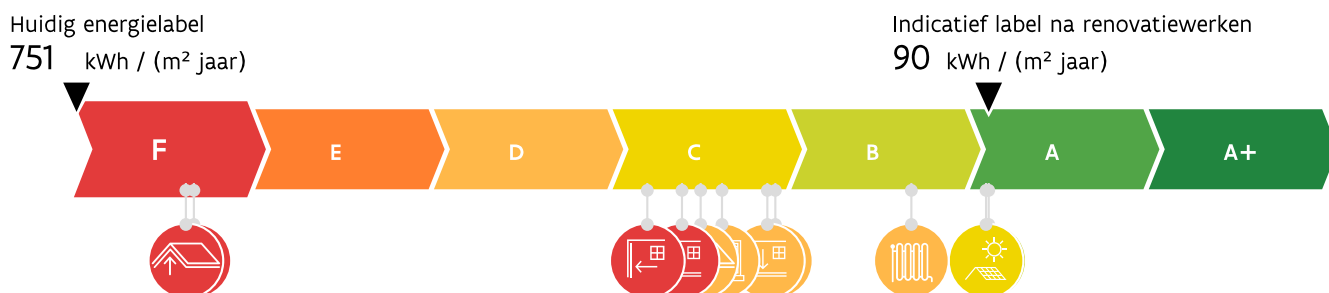 Huidig energielabel
751 kWh / (m² jaar)
Indicatief label na renovatiewerken
90 kWh / (m² jaar)
F E D C B A A+